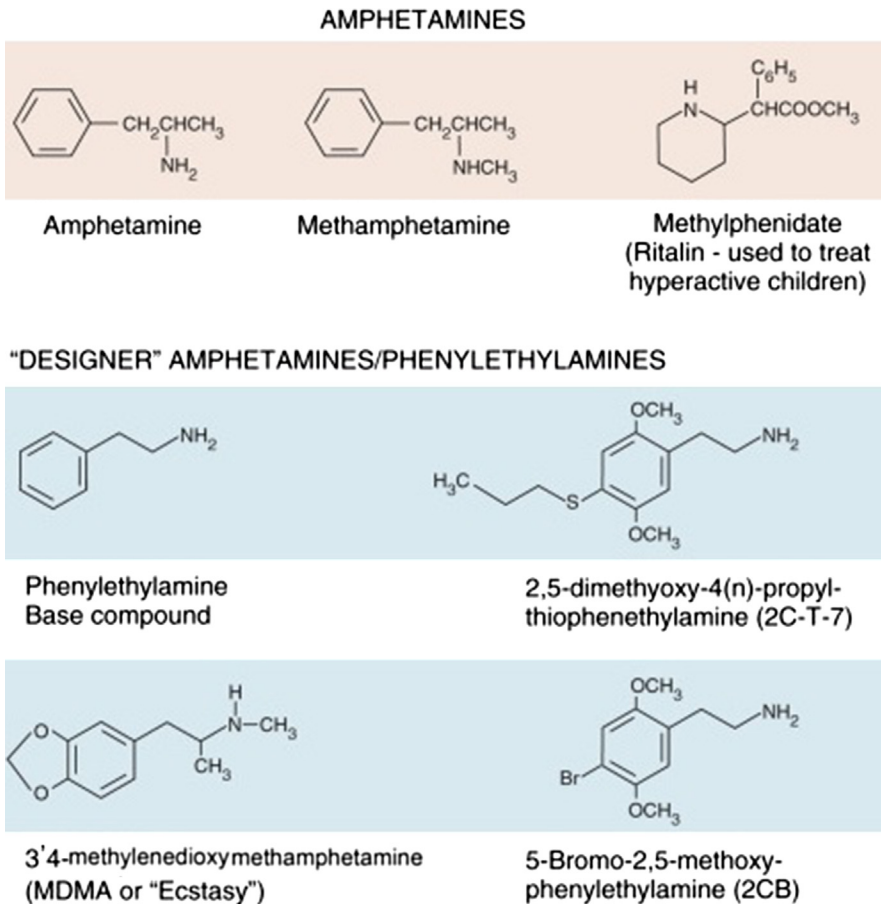 AMPHETAMINES
C₆H₅
H
N
CHCOOCH₃
CH₂CHCH₃
CH₂CHCH₃
NH₂
NHCH₃
Amphetamine
Methamphetamine
Methylphenidate
(Ritalin - used to treat
hyperactive children)
“DESIGNER” AMPHETAMINES/PHENYLETHYLAMINES
NH₂
OCH₃
NH₂
H₃C
S
OCH₃
Phenylethylamine
Base compound
2,5-dimethyoxy-4(n)-propyl-
thiophenethylamine (2C-T-7)
H
O
N–CH₃
CH₃
O
OCH₃
NH₂
Br
OCH₃
3'4-methylenedioxymethamphetamine
(MDMA or “Ecstasy”)
5-Bromo-2,5-methoxy-
phenylethylamine (2CB)